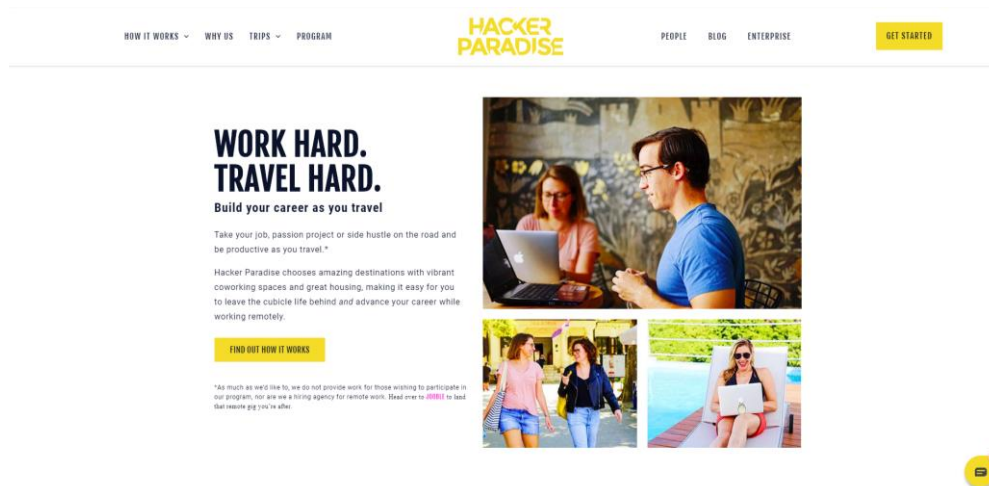 HOW IT WORKS WHY US TRIPS PROGRAM
HACKER
PARADISE
PEOPLE BLOG ENTERPRISE
GET STARTED
WORK HARD.
TRAVEL HARD.
Build your career as you travel
Take your job, passion project or side hustle on the road and
be productive as you travel.*
Hacker Paradise chooses amazing destinations with vibrant
coworking spaces and great housing, making it easy for you
to leave the cubicle life behind and advance your career while
working remotely.
FIND OUT HOW IT WORKS
*As much as we'd like to, we do not provide work for those wishing to participate in
our program, nor are we a hiring agency for remote work. Head over to JOOBLE to land
that remote gig you're after.